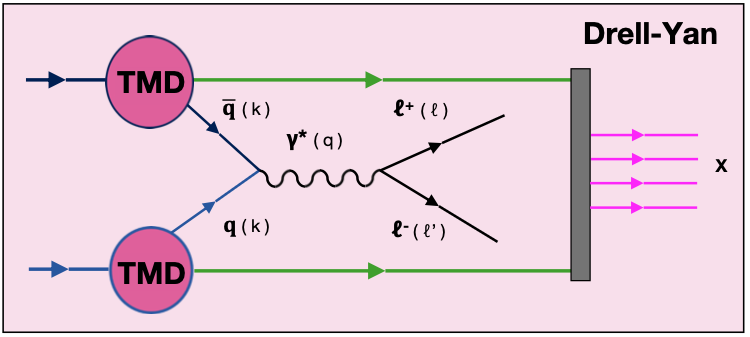 Drell-Yan
TMD
q̅ (k)
ℓ+ (ℓ)
γ* (q)
x
q (k)
ℓ- (ℓ')
TMD